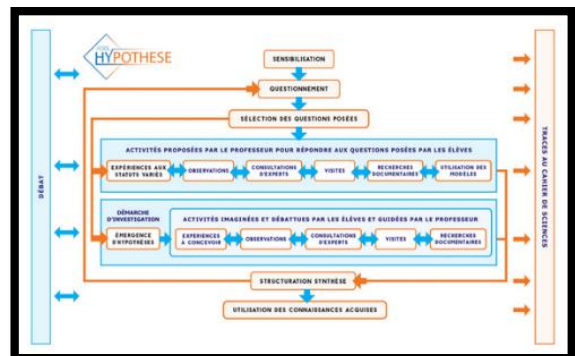 HYPOTHESE
SENSIBILISATION
QUESTIONNEMENT
SÉLECTION DES QUESTIONS POSÉES
DÉBAT
TRACES AU CAHIER DE SCIENCES
ACTIVITÉS PROPOSÉES PAR LE PROFESSEUR POUR RÉPONDRE AUX QUESTIONS POSÉES PAR LES ÉLÈVES
EXPÉRIENCES AUX
STATUTS VARIÉS
OBSERVATIONS
CONSULTATIONS
D'EXPERTS
VISITES
RECHERCHES
DOCUMENTAIRES
UTILISATION DES
MODÈLES
DÉMARCHE
D'INVESTIGATION
ACTIVITÉS IMAGINÉES ET DÉBATTUES PAR LES ÉLÈVES ET GUIDÉES PAR LE PROFESSEUR
ÉMERGENCE
D'HYPOTHÈSES
EXPÉRIENCES
À CONCEVOIR
OBSERVATIONS
CONSULTATIONS
D'EXPERTS
VISITES
RECHERCHES
DOCUMENTAIRES
STRUCTURATION SYNTHÈSE
UTILISATION DES CONNAISSANCES ACQUISES